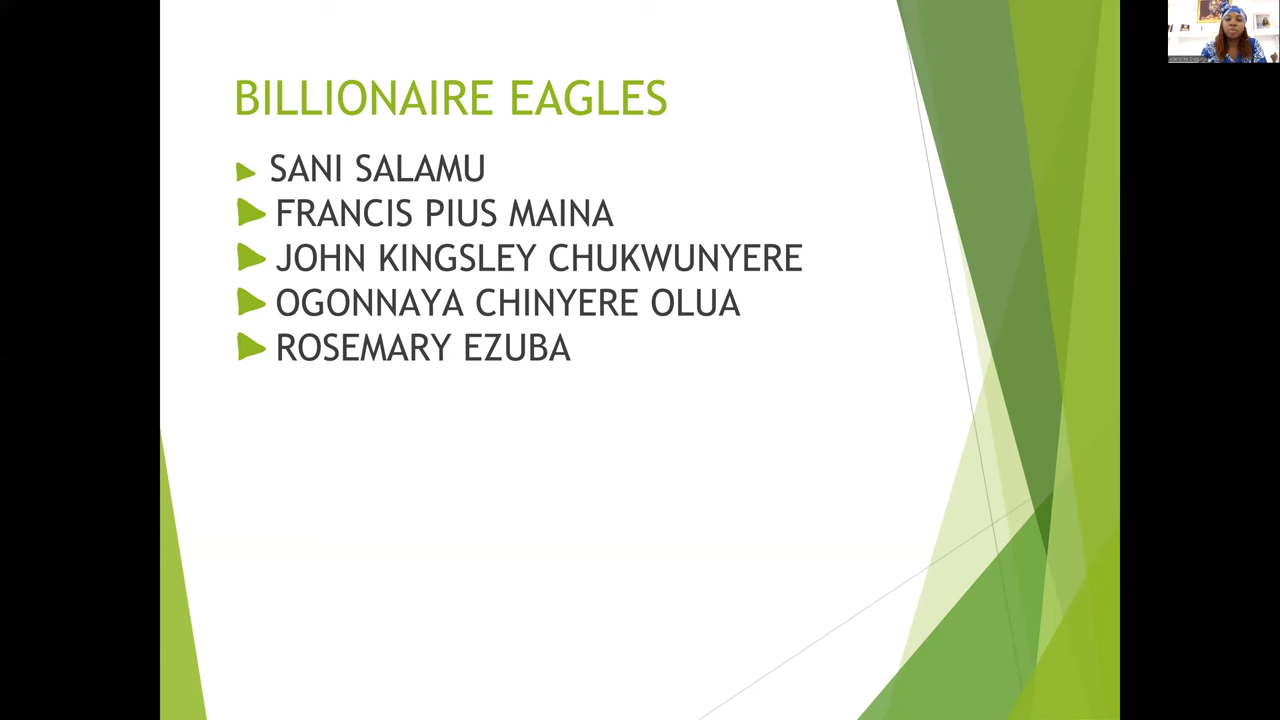 BILLIONAIRE EAGLES
SANI SALAMU
FRANCIS PIUS MAINA
JOHN KINGSLEY CHUKWUNYERE
OGONNAYA CHINYERE OLUA
ROSEMARY EZUBA